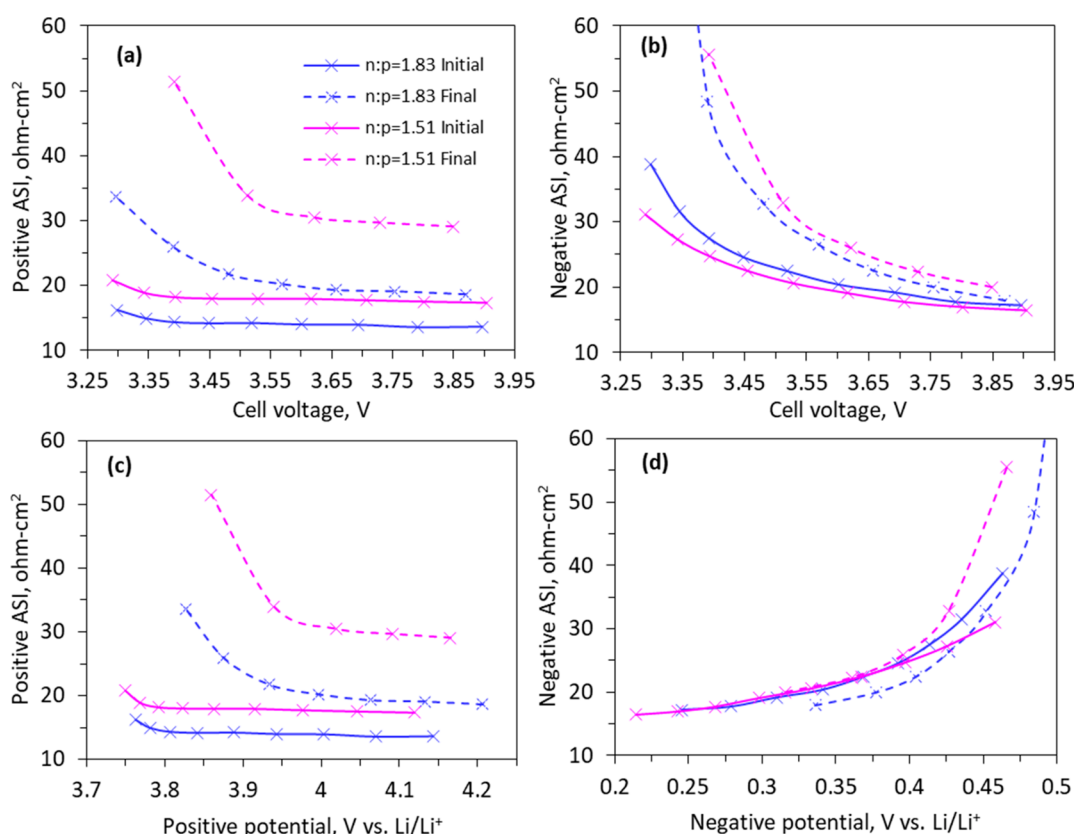 (a)
n:p=1.83 Initial
n:p=1.83 Final
n:p=1.51 Initial
n:p=1.51 Final
Positive ASI, ohm-cm²
60
50
40
30
20
10
3.25 3.35 3.45 3.55 3.65 3.75 3.85 3.95
Cell voltage, V
(b)
Negative ASI, ohm-cm²
60
50
40
30
20
10
3.25 3.35 3.45 3.55 3.65 3.75 3.85 3.95
Cell voltage, V
(c)
Positive ASI, ohm-cm²
60
50
40
30
20
10
3.7 3.8 3.9 4 4.1 4.2
Positive potential, V vs. Li/Li⁺
(d)
Negative ASI, ohm-cm²
60
50
40
30
20
10
0.2 0.25 0.3 0.35 0.4 0.45 0.5
Negative potential, V vs. Li/Li⁺